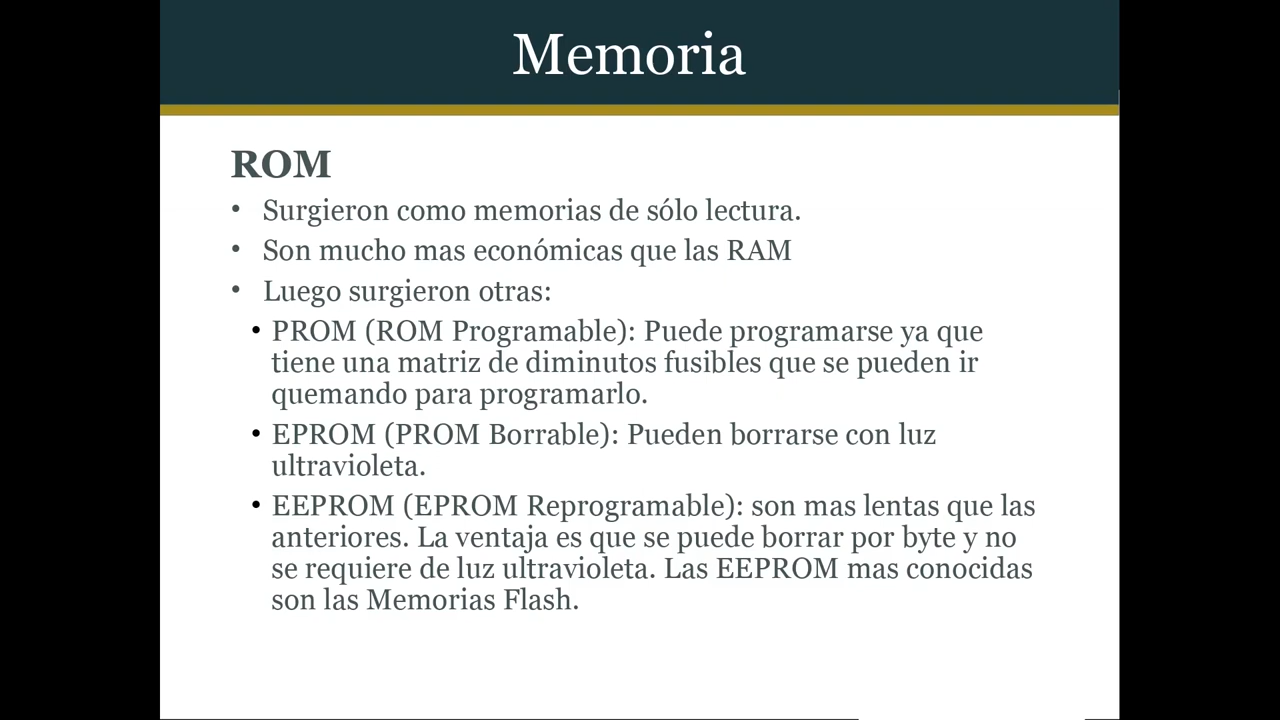 Memoria
ROM
• Surgieron como memorias de sólo lectura.
• Son mucho mas económicas que las RAM
• Luego surgieron otras:
• PROM (ROM Programable): Puede programarse ya que
tiene una matriz de diminutos fusibles que se pueden ir
quemando para programarlo.
• EPROM (PROM Borrable): Pueden borrarse con luz
ultravioleta.
• EEPROM (EPROM Reprogramable): son mas lentas que las
anteriores. La ventaja es que se puede borrar por byte y no
se requiere de luz ultravioleta. Las EEPROM mas conocidas
son las Memorias Flash.